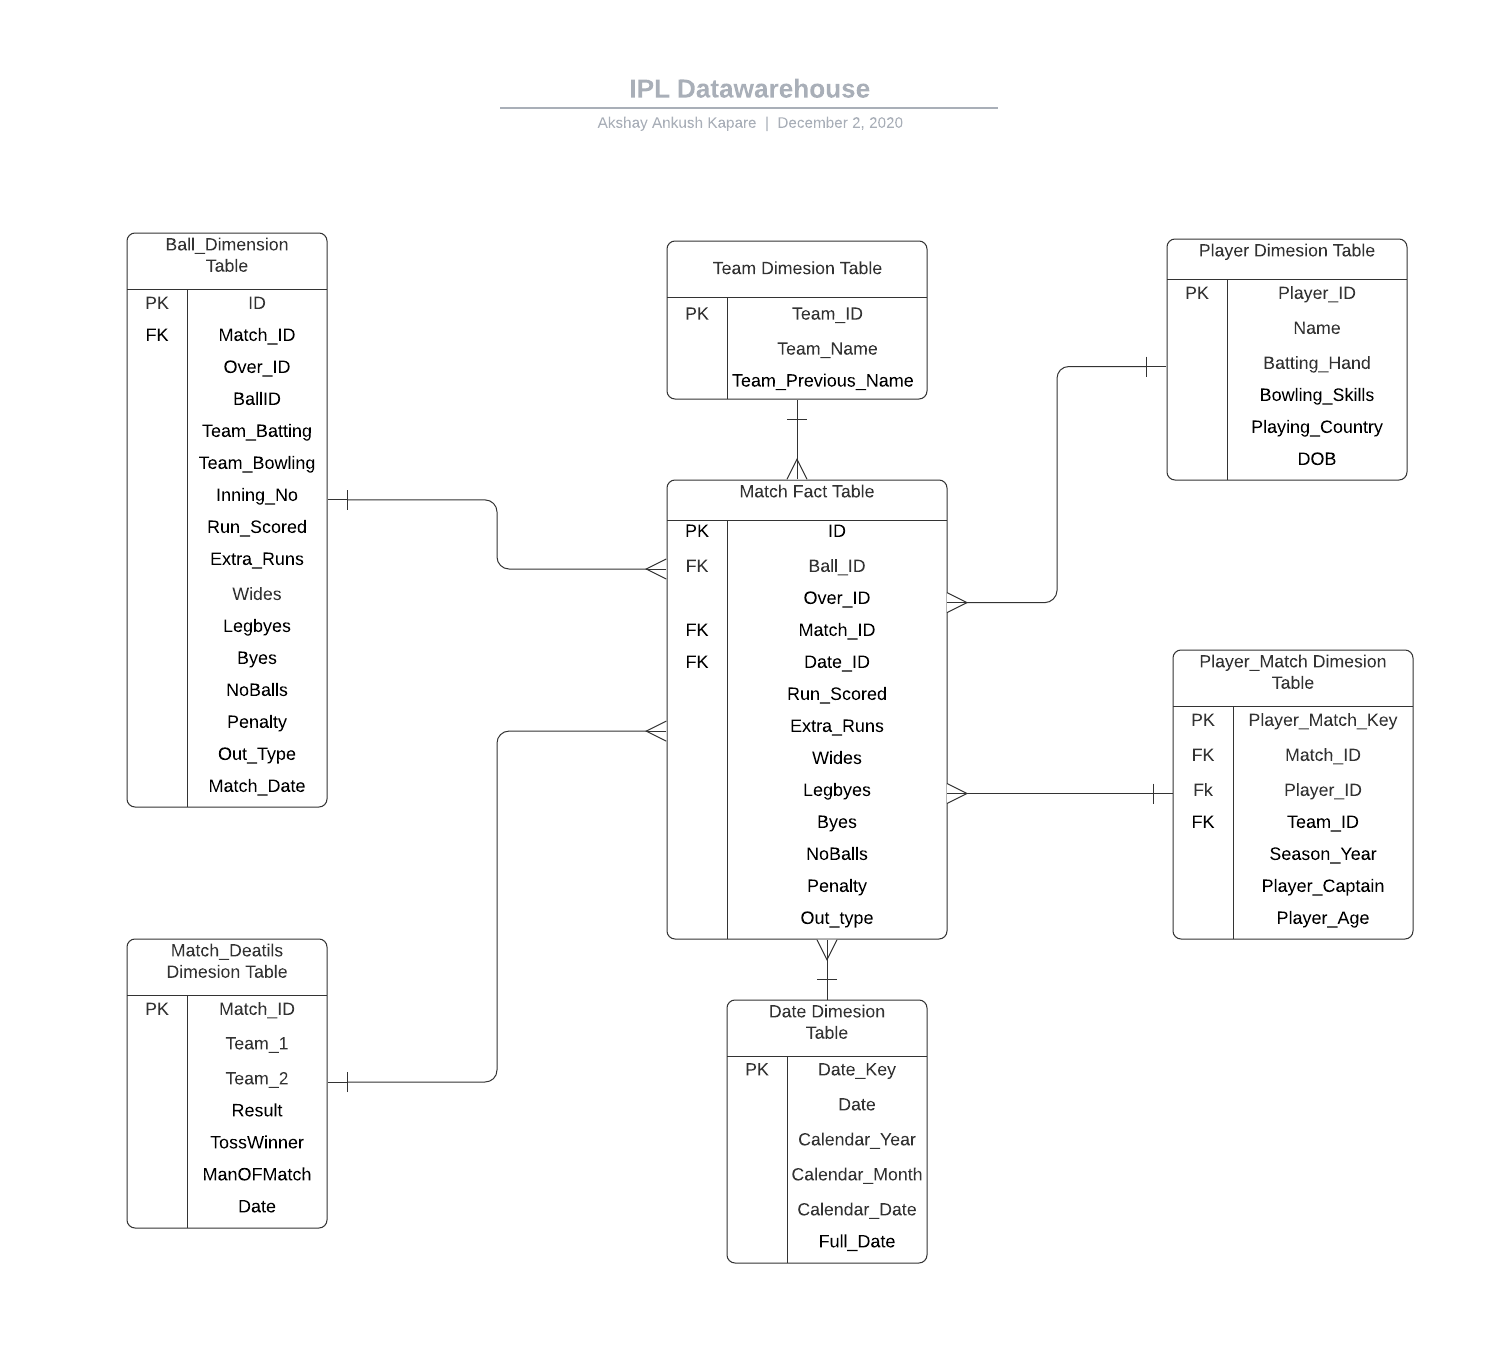 IPL Datawarehouse
Akshay Ankush Kapare | December 2, 2020
Ball_Dimension
Table
PK ID
FK Match_ID
Over_ID
BallID
Team_Batting
Team_Bowling
Inning_No
Run_Scored
Extra_Runs
Wides
Legbyes
Byes
NoBalls
Penalty
Out_Type
Match_Date
Team Dimesion Table
PK Team_ID
Team_Name
Team_Previous_Name
Player Dimesion Table
PK Player_ID
Name
Batting_Hand
Bowling_Skills
Playing_Country
DOB
Match Fact Table
PK ID
FK Ball_ID
Over_ID
FK Match_ID
FK Date_ID
Run_Scored
Extra_Runs
Wides
Legbyes
Byes
NoBalls
Penalty
Out_type
Player_Match Dimesion
Table
PK Player_Match_Key
FK Match_ID
Fk Player_ID
FK Team_ID
Season_Year
Player_Captain
Player_Age
Match_Deatils
Dimesion Table
PK Match_ID
Team_1
Team_2
Result
TossWinner
ManOFMatch
Date
Date Dimesion
Table
PK Date_Key
Date
Calendar_Year
Calendar_Month
Calendar_Date
Full_Date